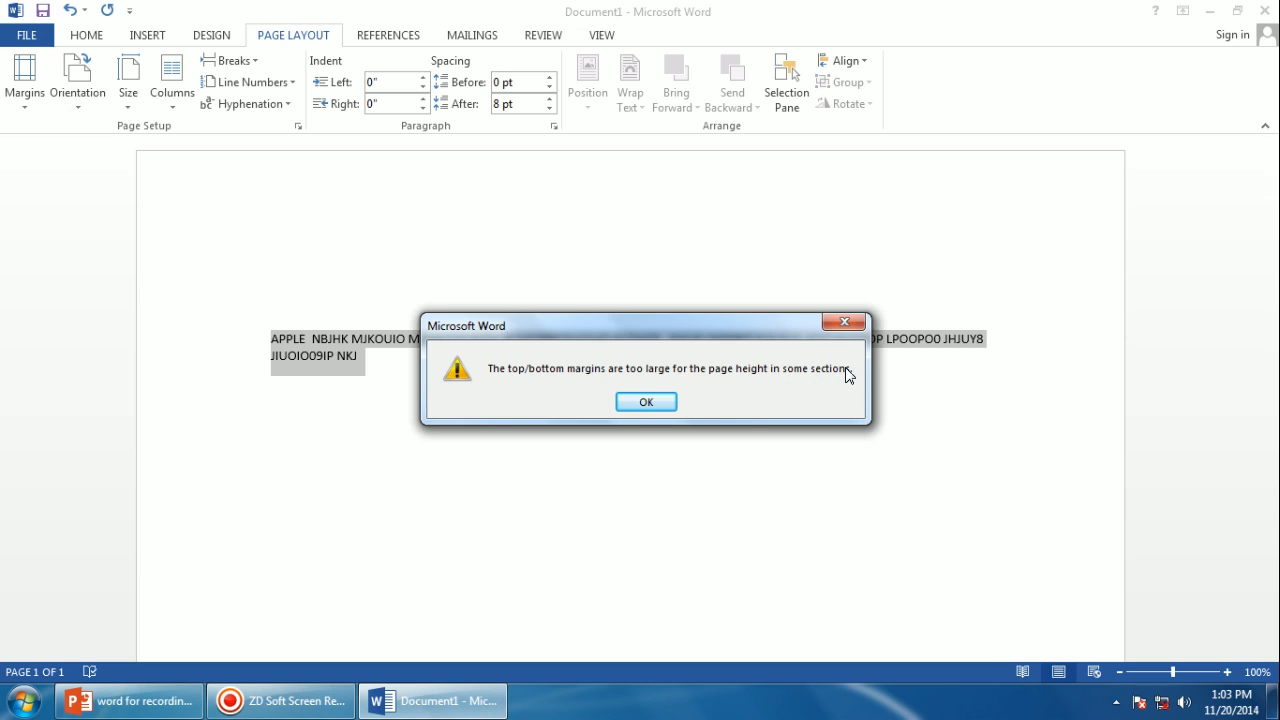 Document1 - Microsoft Word
?
FILE HOME INSERT DESIGN PAGE LAYOUT REFERENCES MAILINGS REVIEW VIEW Sign in
Margins Orientation Size Columns
Breaks
Line Numbers
Hyphenation
Page Setup
Indent
Left: 0"
Right: 0"
Spacing
Before: 0 pt
After: 8 pt
Paragraph
Position
Wrap
Text
Bring
Forward
Send
Backward
Selection
Pane
Align
Group
Rotate
Arrange
APPLE NBJHK MJKOUIO
LPOOPO0 JHJUY8
JIUOIO09IP NKJ
Microsoft Word
The top/bottom margins are too large for the page height in some sections.
OK
PAGE 1 OF 1
100%
word for recordin...
ZD Soft Screen Re...
Document1 - Mic...
1:03 PM
11/20/2014